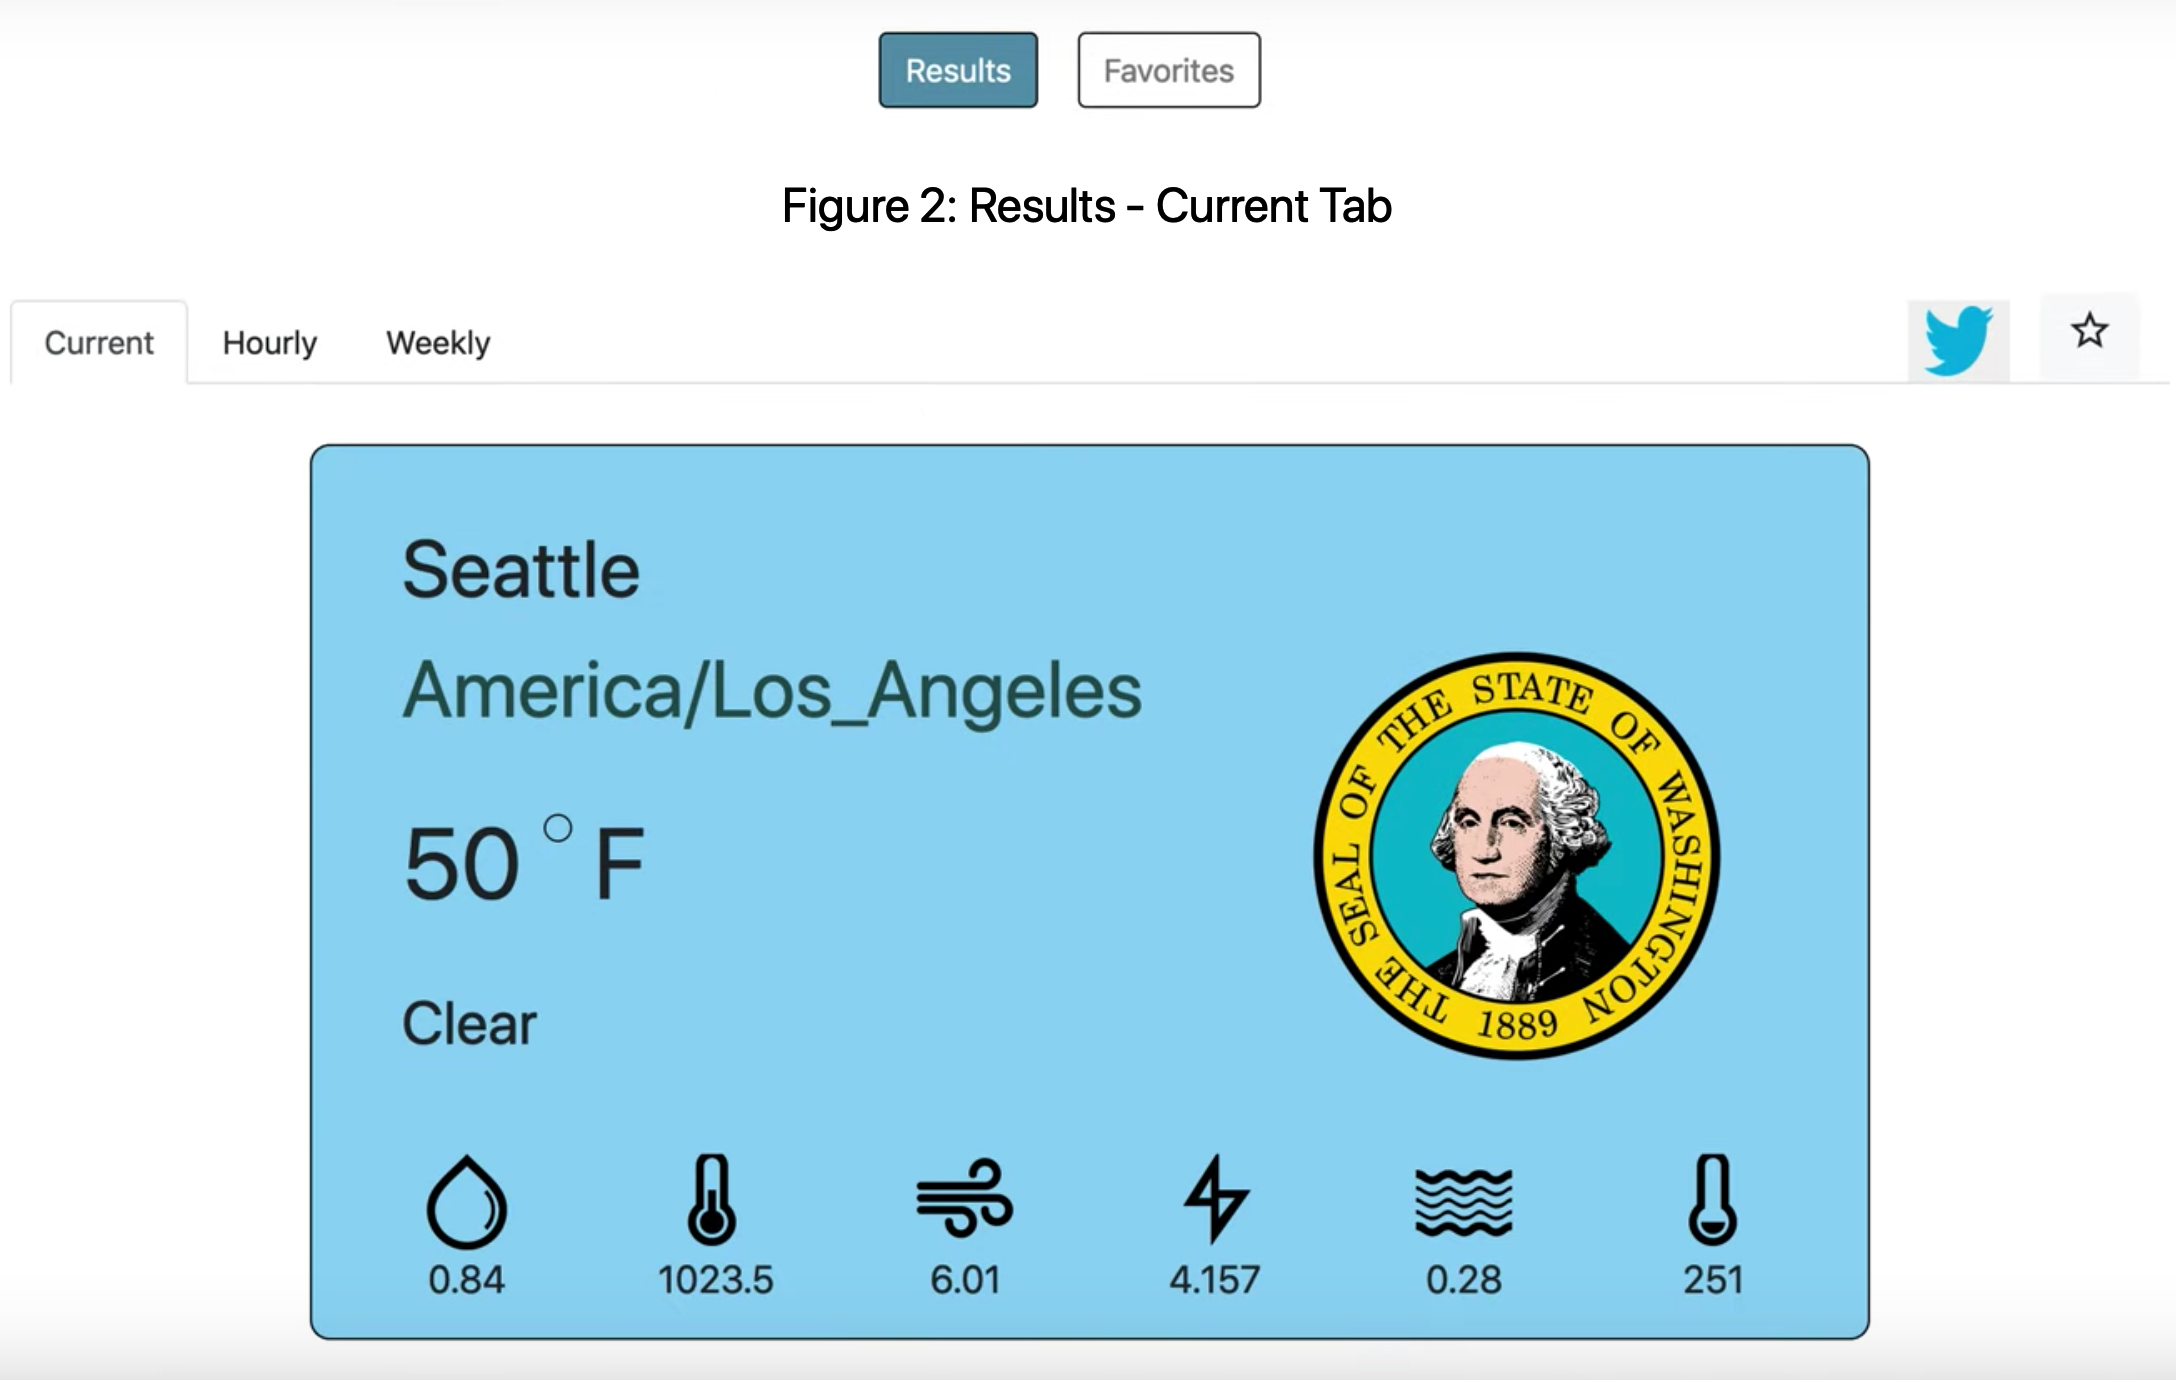 Results
Favorites
Figure 2: Results - Current Tab
Current
Hourly
Weekly
Seattle
America/Los_Angeles
50 ° F
Clear
THE SEAL OF THE STATE OF WASHINGTON
1889
0.84
1023.5
6.01
4.157
0.28
251